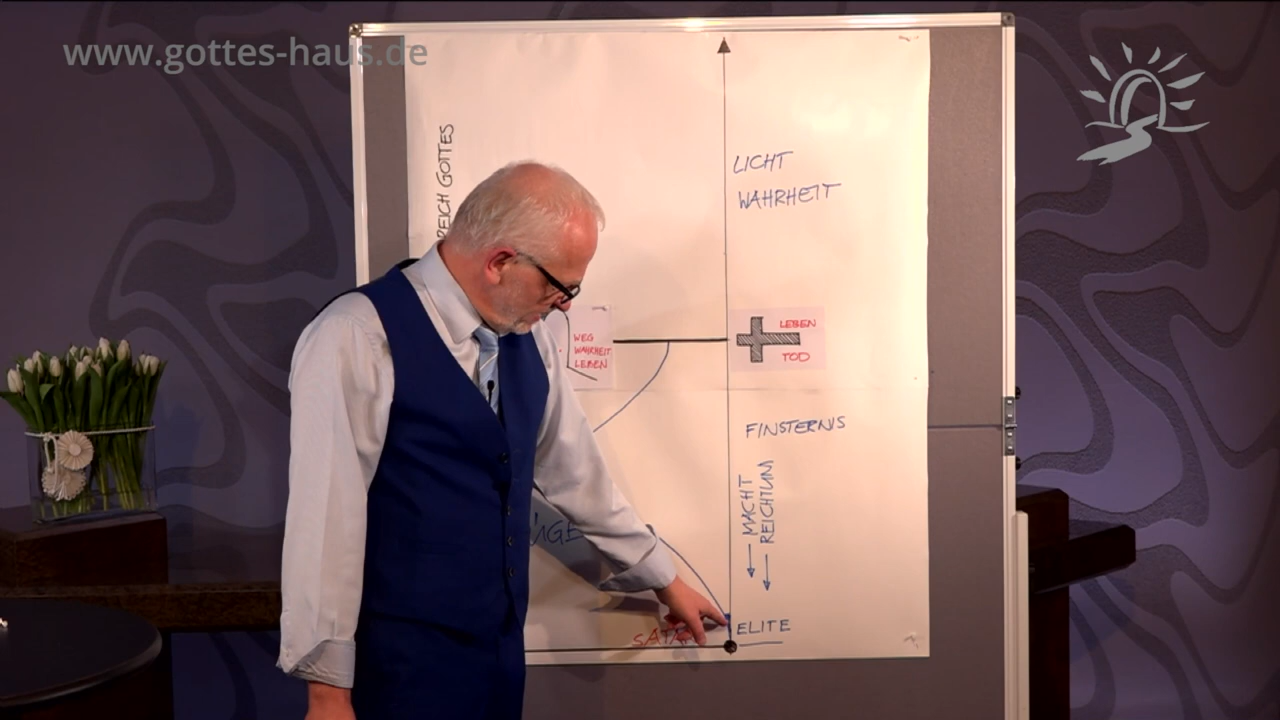 www.gottes-haus.de
REICH GOTTES
LICHT
WAHRHEIT
WEG
WAHRHEIT
LEBEN
LEBEN
TOD
FINSTERNIS
MACHT
REICHTUM
ELITE